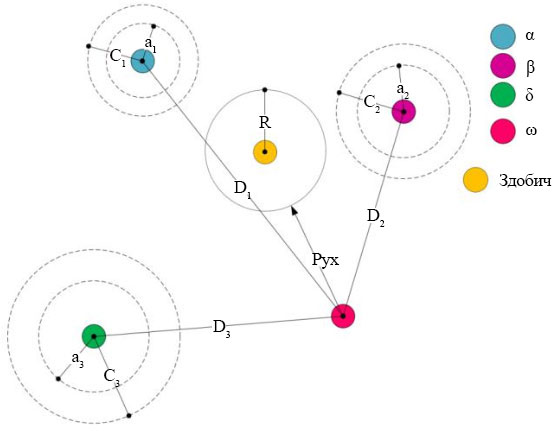 C₁
a₁
R
C₂
a₂
D₁
D₂
Рух
D₃
a₃
C₃
α
β
δ
ω
Здобич